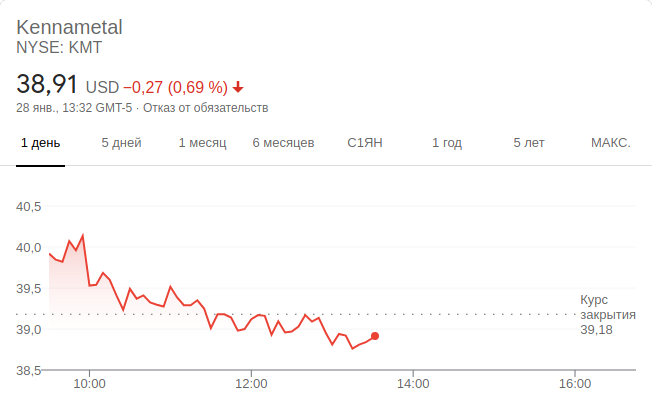 Kennametal
NYSE: KMT
38,91 USD −0,27 (0,69 %)
28 янв., 13:32 GMT-5 · Отказ от обязательств
1 день 5 дней 1 месяц 6 месяцев С1ЯН 1 год 5 лет МАКС.
40,5
40,0
39,5
Курс
закрытия
39,18
39,0
38,5
10:00 12:00 14:00 16:00